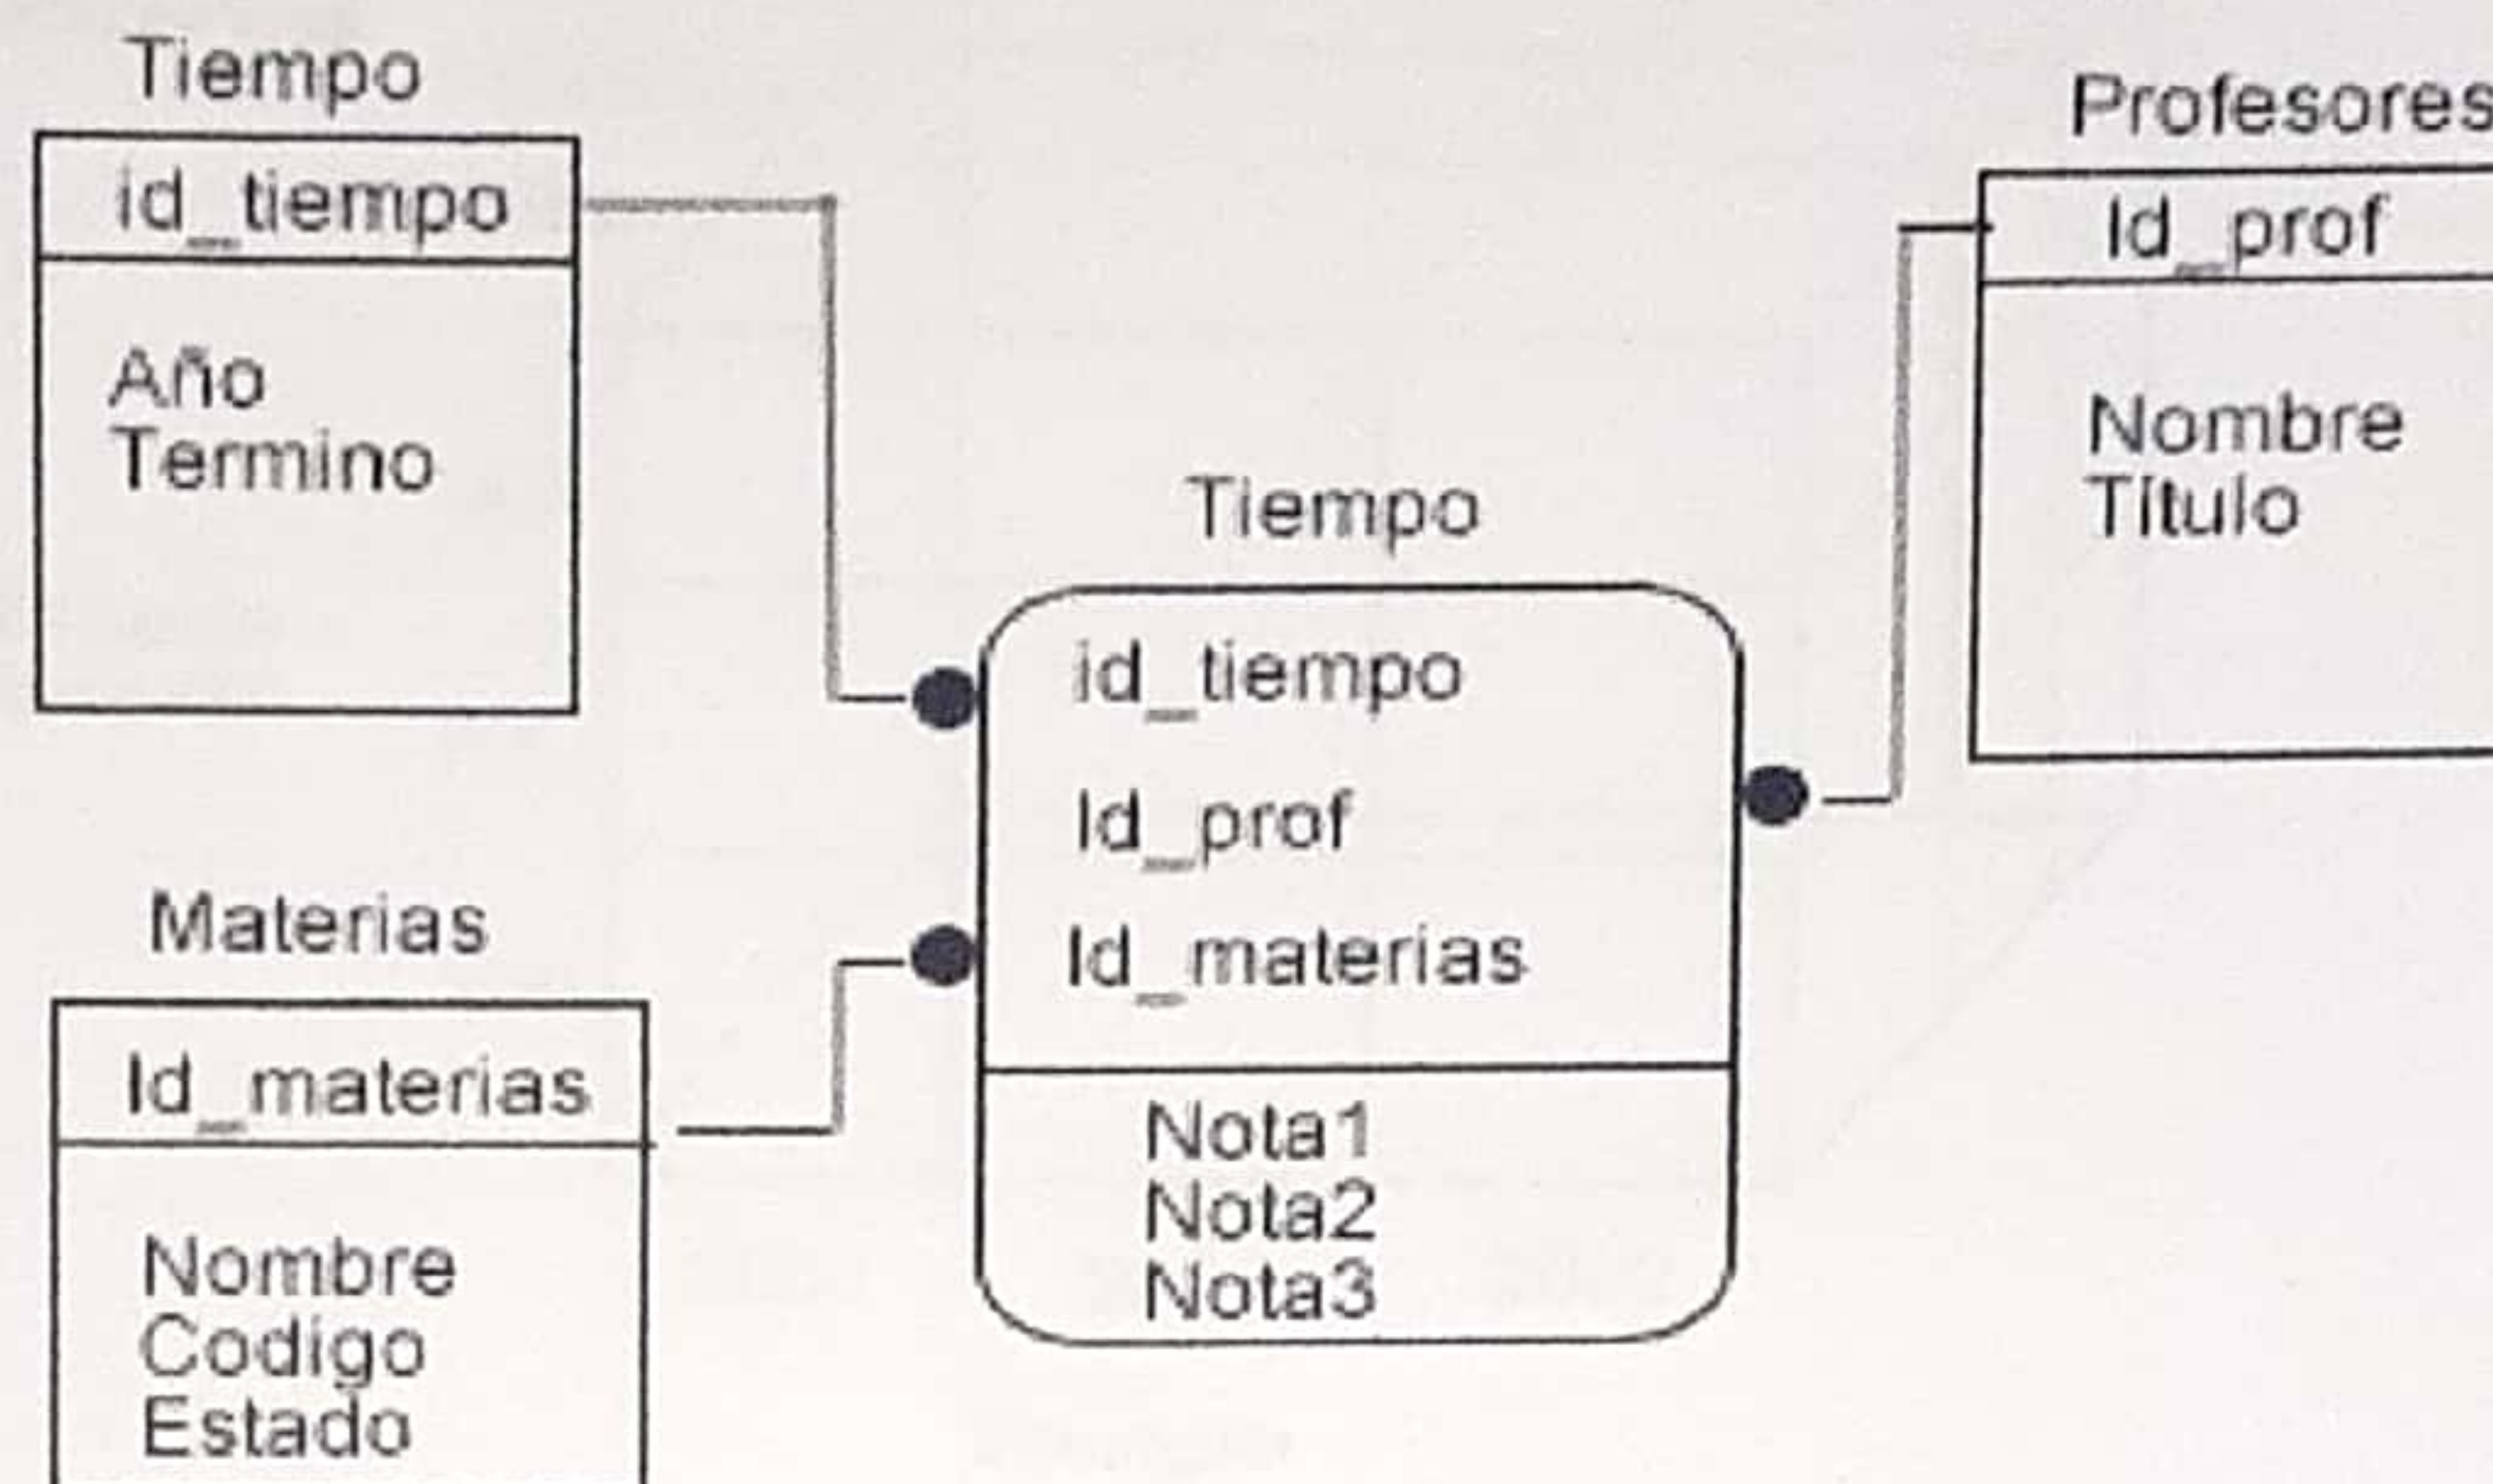 Tiempo
id_tiempo
Año
Termino
Profesores
Id_prof
Nombre
Título
Tiempo
id_tiempo
Id_prof
Id_materias
Nota1
Nota2
Nota3
Materias
Id_materias
Nombre
Codigo
Estado